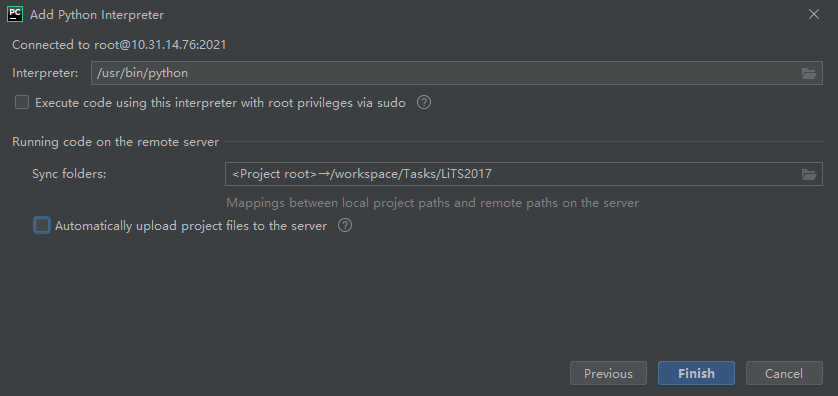 PC Add Python Interpreter
Connected to root@10.31.14.76:2021
Interpreter: /usr/bin/python
Execute code using this interpreter with root privileges via sudo ?
Running code on the remote server
Sync folders: <Project root>→/workspace/Tasks/LiTS2017
Mappings between local project paths and remote paths on the server
Automatically upload project files to the server ?
Previous Finish Cancel